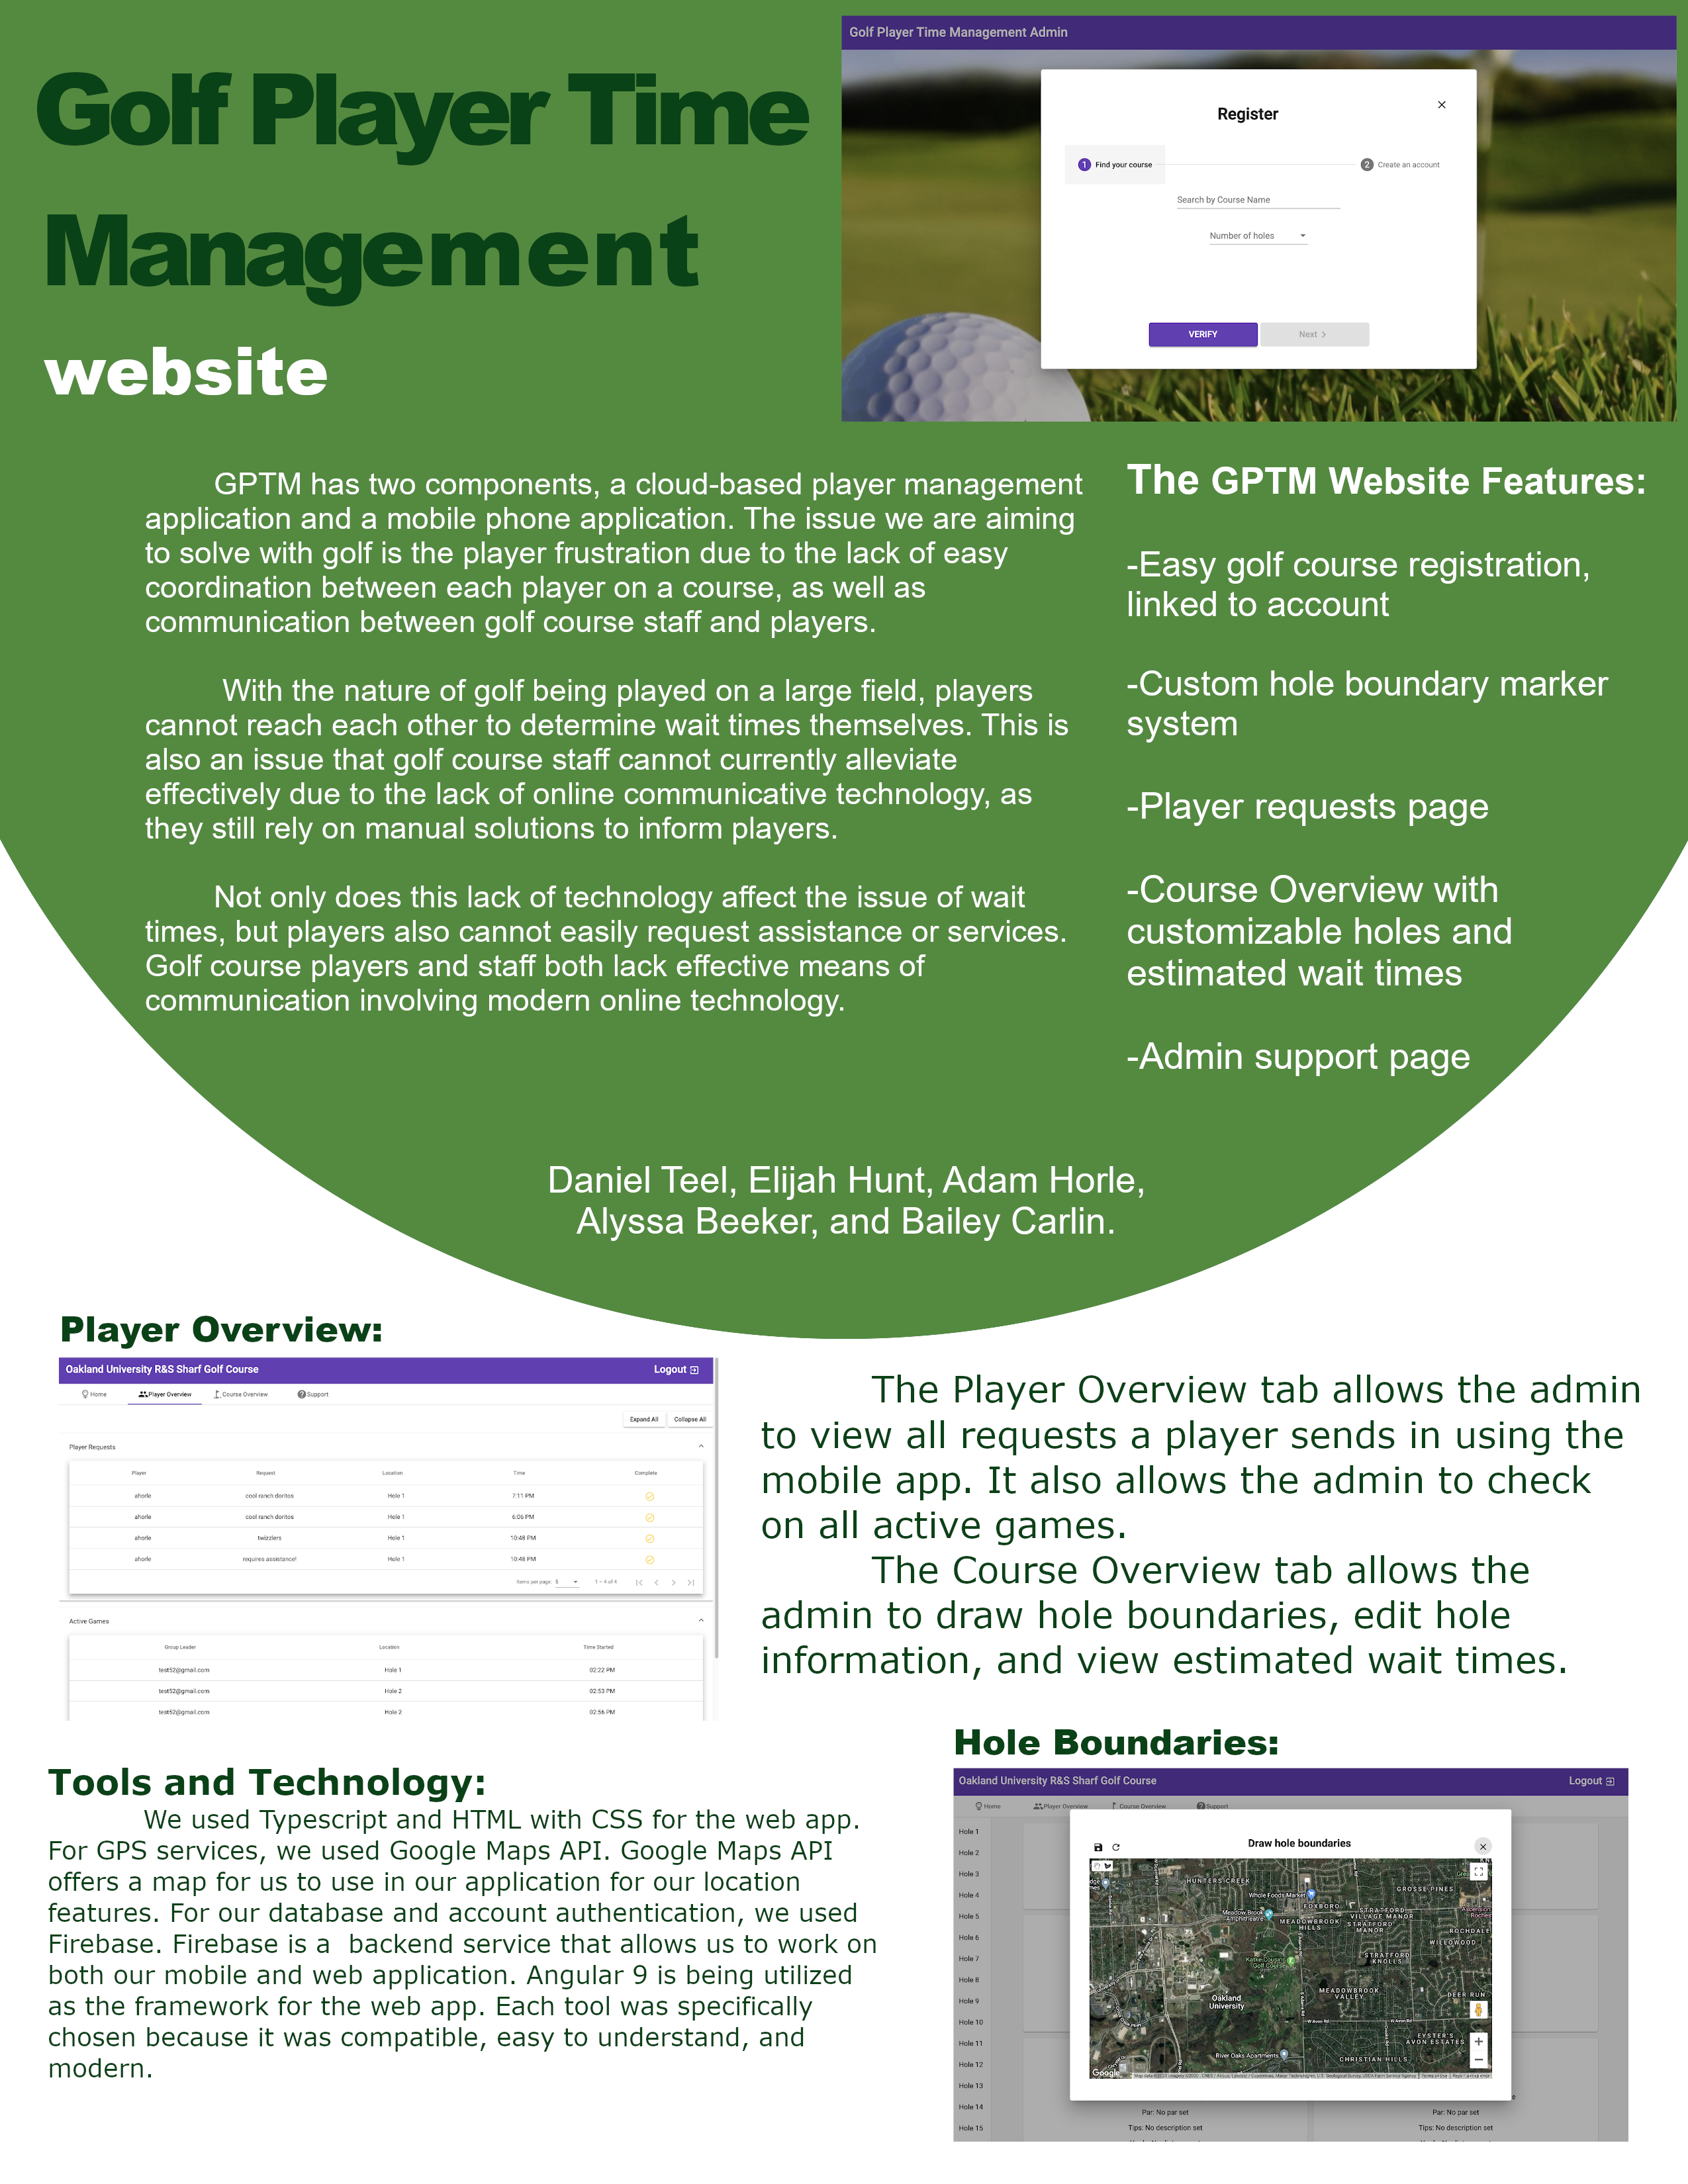 Golf Player Time
Management
website
Golf Player Time Management Admin
Register
1 Find your course
2 Create an account
Search by Course Name
Number of holes
VERIFY
Next
GPTM has two components, a cloud-based player management
application and a mobile phone application. The issue we are aiming
to solve with golf is the player frustration due to the lack of easy
coordination between each player on a course, as well as
communication between golf course staff and players.
With the nature of golf being played on a large field, players
cannot reach each other to determine wait times themselves. This is
also an issue that golf course staff cannot currently alleviate
effectively due to the lack of online communicative technology, as
they still rely on manual solutions to inform players.
Not only does this lack of technology affect the issue of wait
times, but players also cannot easily request assistance or services.
Golf course players and staff both lack effective means of
communication involving modern online technology.
The GPTM Website Features:
-Easy golf course registration,
linked to account
-Custom hole boundary marker
system
-Player requests page
-Course Overview with
customizable holes and
estimated wait times
-Admin support page
Daniel Teel, Elijah Hunt, Adam Horle,
Alyssa Beeker, and Bailey Carlin.
Player Overview:
Oakland University R&S Sharf Golf Course Logout
Home Player Overview Course Overview Support
Expand All Collapse All
Player Requests
Player Request Location Time Complete
ahorle cool ranch doritos Hole 1 7:11 PM
ahorle cool ranch doritos Hole 1 6:06 PM
ahorle twizzlers Hole 1 10:48 PM
ahorle requires assistance! Hole 1 10:48 PM
Items per page: 5 1 – 4 of 4
Active Games
Group Leader Location Time Started
test52@gmail.com Hole 1 02:22 PM
test52@gmail.com Hole 2 02:53 PM
test52@gmail.com Hole 2 02:56 PM
The Player Overview tab allows the admin
to view all requests a player sends in using the
mobile app. It also allows the admin to check
on all active games.
The Course Overview tab allows the
admin to draw hole boundaries, edit hole
information, and view estimated wait times.
Tools and Technology:
We used Typescript and HTML with CSS for the web app.
For GPS services, we used Google Maps API. Google Maps API
offers a map for us to use in our application for our location
features. For our database and account authentication, we used
Firebase. Firebase is a  backend service that allows us to work on
both our mobile and web application. Angular 9 is being utilized
as the framework for the web app. Each tool was specifically
chosen because it was compatible, easy to understand, and
modern.
Hole Boundaries:
Oakland University R&S Sharf Golf Course Logout
Home Player Overview Course Overview Support
Hole 1
Hole 2
Hole 3
Hole 4
Hole 5
Hole 6
Hole 7
Hole 8
Hole 9
Hole 10
Hole 11
Hole 12
Hole 13
Hole 14
Hole 15
Draw hole boundaries
HUNTERS CREEK
GROSSE PINES
Whole Foods Market
FOXBORO
Meadow Brook
Amphitheatre
MEADOWBROOK
HILLS
STRATFORD
VILLAGE MANOR
STRATFORD
MANOR
ROCHDALE
WILLOWOOD
STRATFORD
KNOLLS
Golf Course
Oakland
University
MEADOWBROOK
VALLEY
DEER RUN
W Avon Rd
W Avon Rd
EYSTER'S
AVON ESTATES
River Oaks Apartments
CHRISTIAN HILLS
Google
Terms of Use
Par: No par set
Par: No par set
Tips: No description set
Tips: No description set